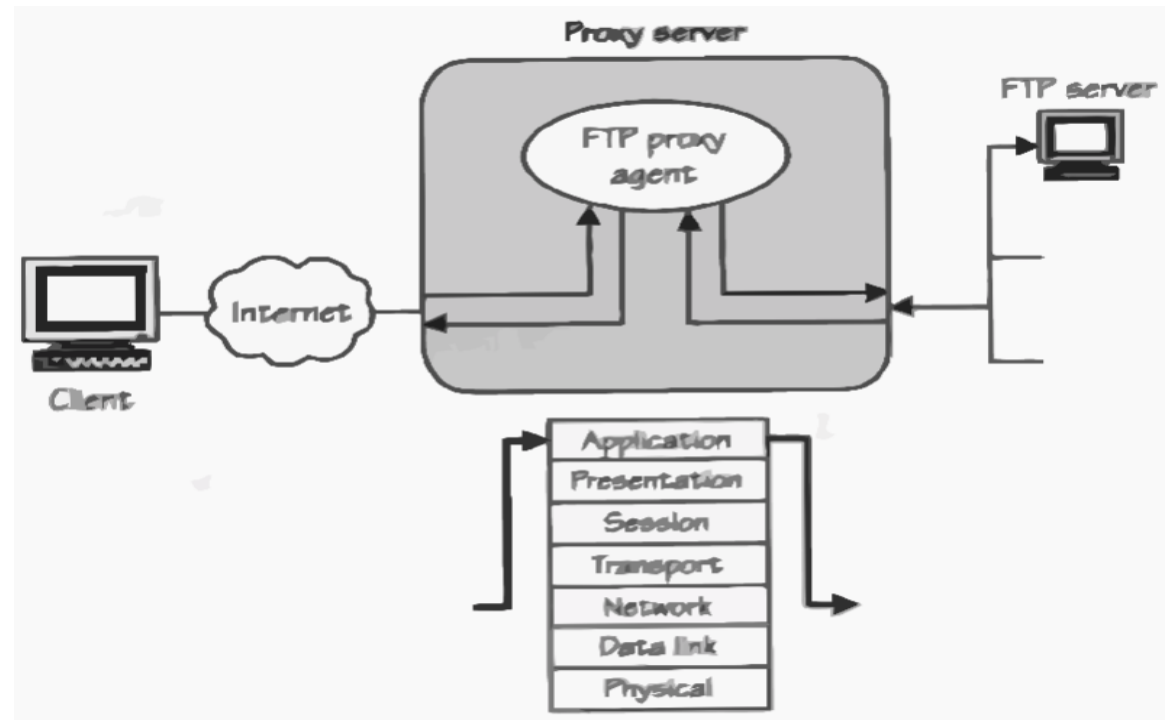 Proxy server
FTP server
FTP proxy
agent
Internet
Client
Application
Presentation
Session
Transport
Network
Data link
Physical